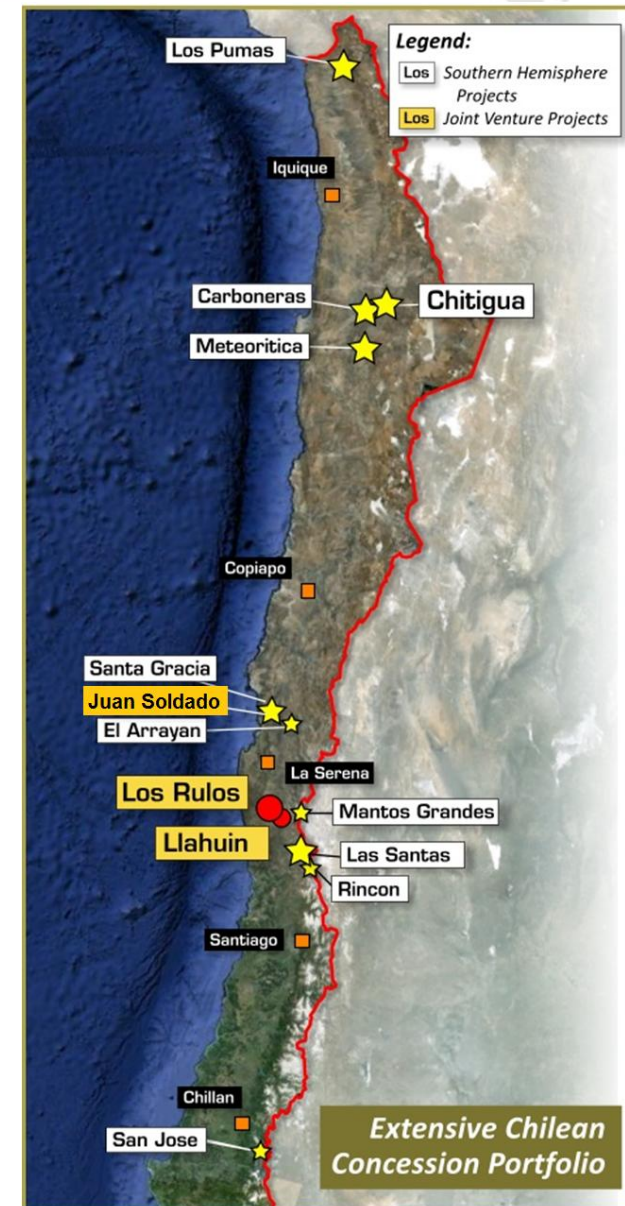 Los Pumas
Legend:
Los Southern Hemisphere
Projects
Los Joint Venture Projects
Iquique
Carboneras
Chitigua
Meteoritica
Copiapo
Santa Gracia
Juan Soldado
El Arrayan
La Serena
Los Rulos
Mantos Grandes
Llahuin
Las Santas
Rincon
Santiago
Chillan
San Jose
Extensive Chilean
Concession Portfolio